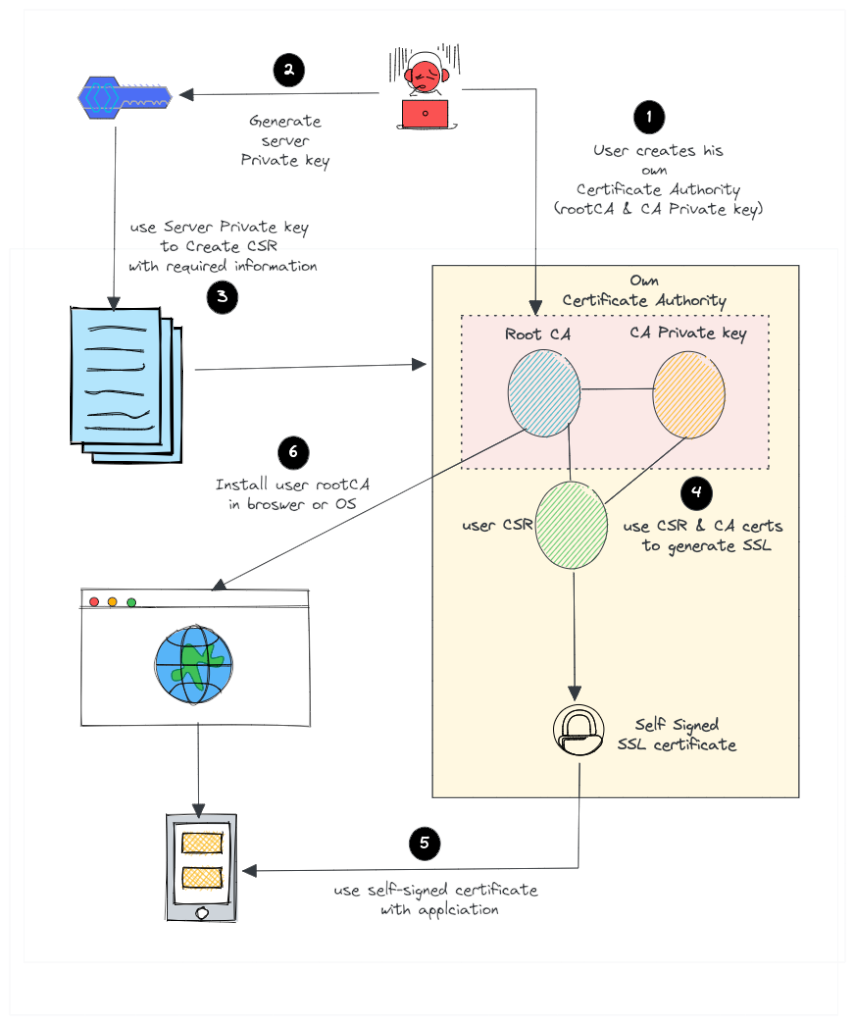 2
Generate
server
Private key
1
User creates his
own
Certificate Authority
(rootCA & CA Private key)
use Server Private key
to Create CSR
with required information
3
Own
Certificate Authority
Root CA
CA Private key
6
Install user rootCA
in broswer or OS
4
user CSR
use CSR & CA certs
to generate SSL
Self Signed
SSL certificate
5
use self-signed certificate
with applciation